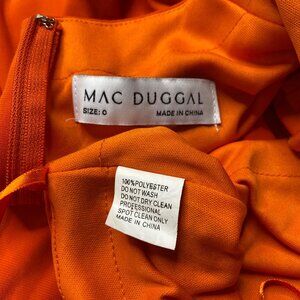 MAC DUGGAL
SIZE: 0 MADE IN CHINA
100% POLYESTER
DO NOT WASH
DO NOT DRY CLEAN
PROFESSIONAL
SPOT CLEAN ONLY
MADE IN CHINA